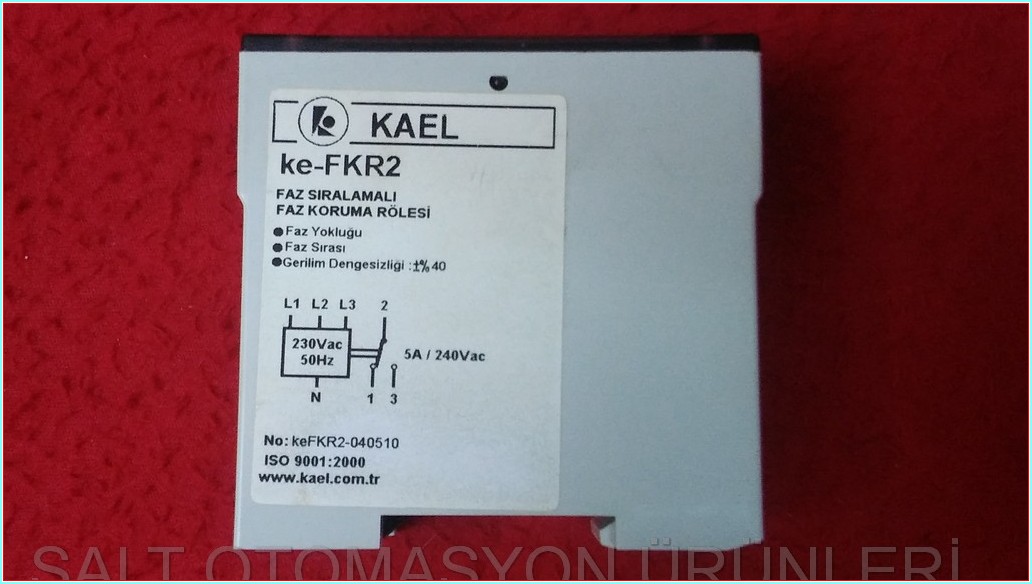 KAEL
ke-FKR2
FAZ SIRALAMALI
FAZ KORUMA RÖLESİ
Faz Yokluğu
Faz Sırası
Gerilim Dengesizliği :±% 40
L1 L2 L3 2
230Vac
50Hz
5A / 240Vac
N 1 3
No: keFKR2-040510
ISO 9001:2000
www.kael.com.tr
SALT OTOMASYON ÜRÜNLERİ